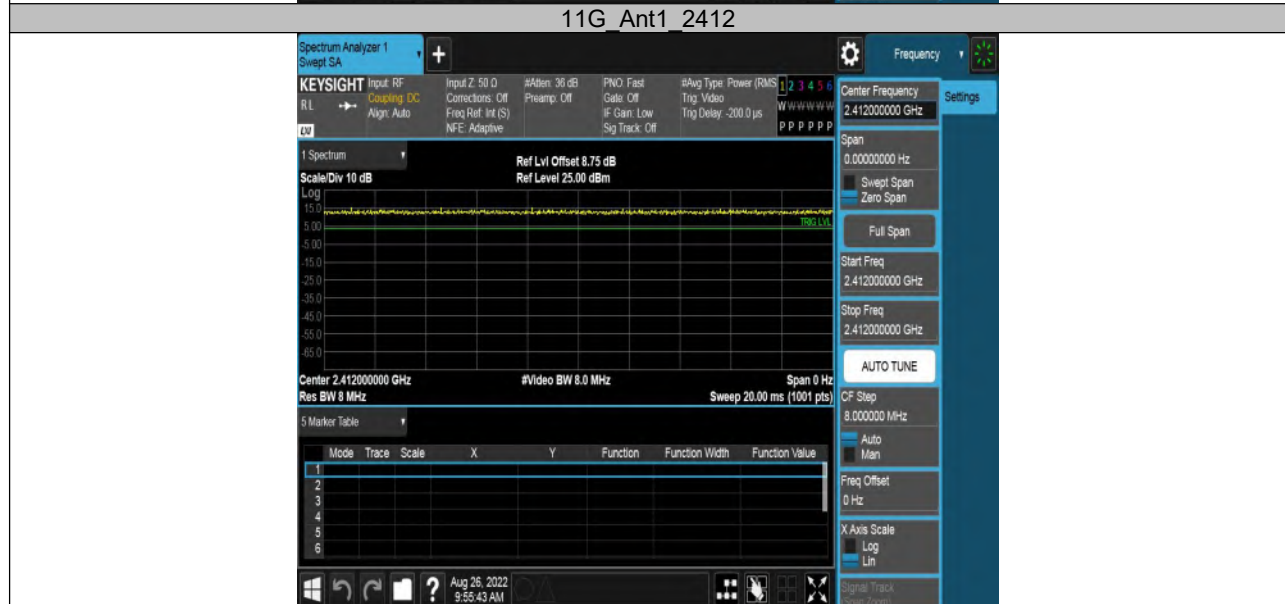 11G_Ant1_2412
Spectrum Analyzer 1
Swept SA
+
Frequency
KEYSIGHT
RL
LXI
Input: RF
Coupling: DC
Align: Auto
Input Z: 50 Ω
Corrections: Off
Freq Ref: Int (S)
NFE: Adaptive
#Atten: 36 dB
Preamp: Off
PNO: Fast
Gate: Off
IF Gain: Low
Sig Track: Off
#Avg Type: Power (RMS
Trig: Video
Trig Delay: -200.0 µs
1 2 3 4 5 6
W W W W W W
P P P P P P
Center Frequency
2.412000000 GHz
Settings
Span
0.00000000 Hz
Swept Span
Zero Span
Full Span
Start Freq
2.412000000 GHz
Stop Freq
2.412000000 GHz
AUTO TUNE
CF Step
8.000000 MHz
Auto
Man
Freq Offset
0 Hz
X Axis Scale
Log
Lin
Signal Track
(Span Zoom)
1 Spectrum
Scale/Div 10 dB
Ref Lvl Offset 8.75 dB
Ref Level 25.00 dBm
Log
15.0
5.00
-5.00
-15.0
-25.0
-35.0
-45.0
-55.0
-65.0
TRIG LVL
Center 2.412000000 GHz
#Video BW 8.0 MHz
Span 0 Hz
Res BW 8 MHz
Sweep 20.00 ms (1001 pts)
5 Marker Table
Mode Trace Scale X Y Function Function Width Function Value
1
2
3
4
5
6
?
Aug 26, 2022
9:55:43 AM